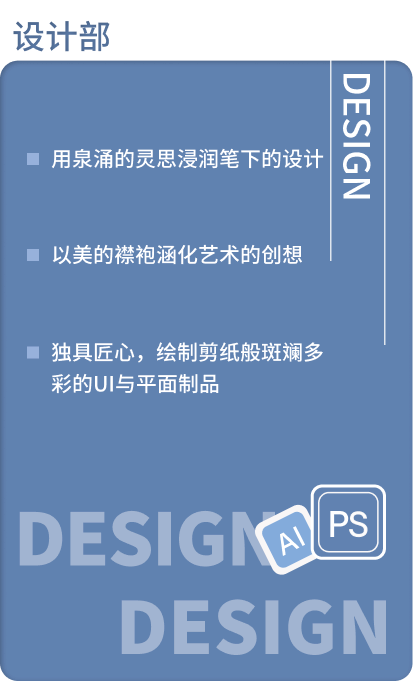 设计部
DESIGN
用泉涌的灵思浸润笔下的设计
以美的襟袍涵化艺术的创想
独具匠心，绘制剪纸般斑斓多
彩的UI与平面制品
DESIGN
AI
PS
DESIGN